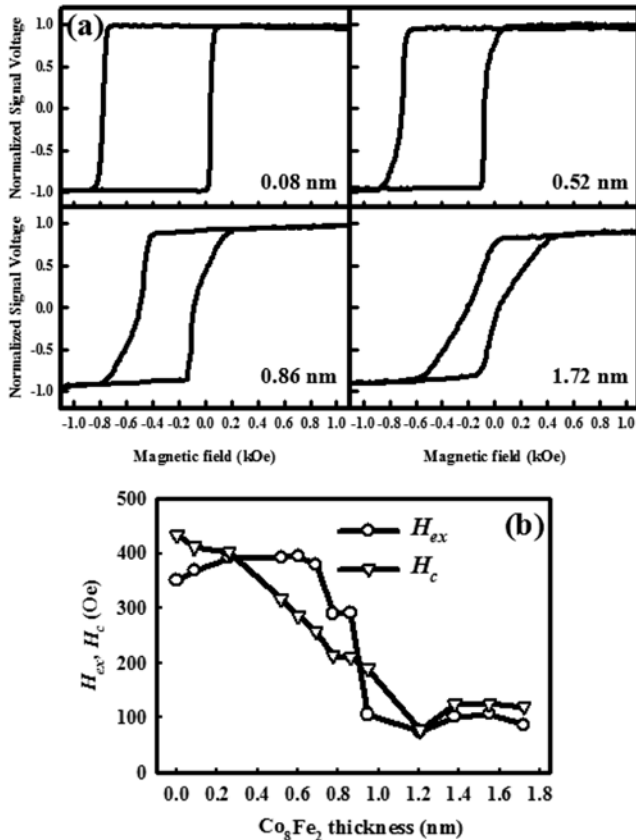 (a)
Normalized Signal Voltage
1.0
0.5
0.0
-0.5
-1.0
0.08 nm
0.52 nm
Normalized Signal Voltage
1.0
0.5
0.0
-0.5
-1.0
0.86 nm
1.72 nm
-1.0 -0.8 -0.6 -0.4 -0.2 0.0 0.2 0.4 0.6 0.8 1.0
-1.0 -0.8 -0.6 -0.4 -0.2 0.0 0.2 0.4 0.6 0.8 1.0
Magnetic field (kOe)
Magnetic field (kOe)
(b)
H_ex
H_c
H_ex, H_c (Oe)
500
400
300
200
100
0
0.0 0.2 0.4 0.6 0.8 1.0 1.2 1.4 1.6 1.8
Co₈Fe₂ thickness (nm)